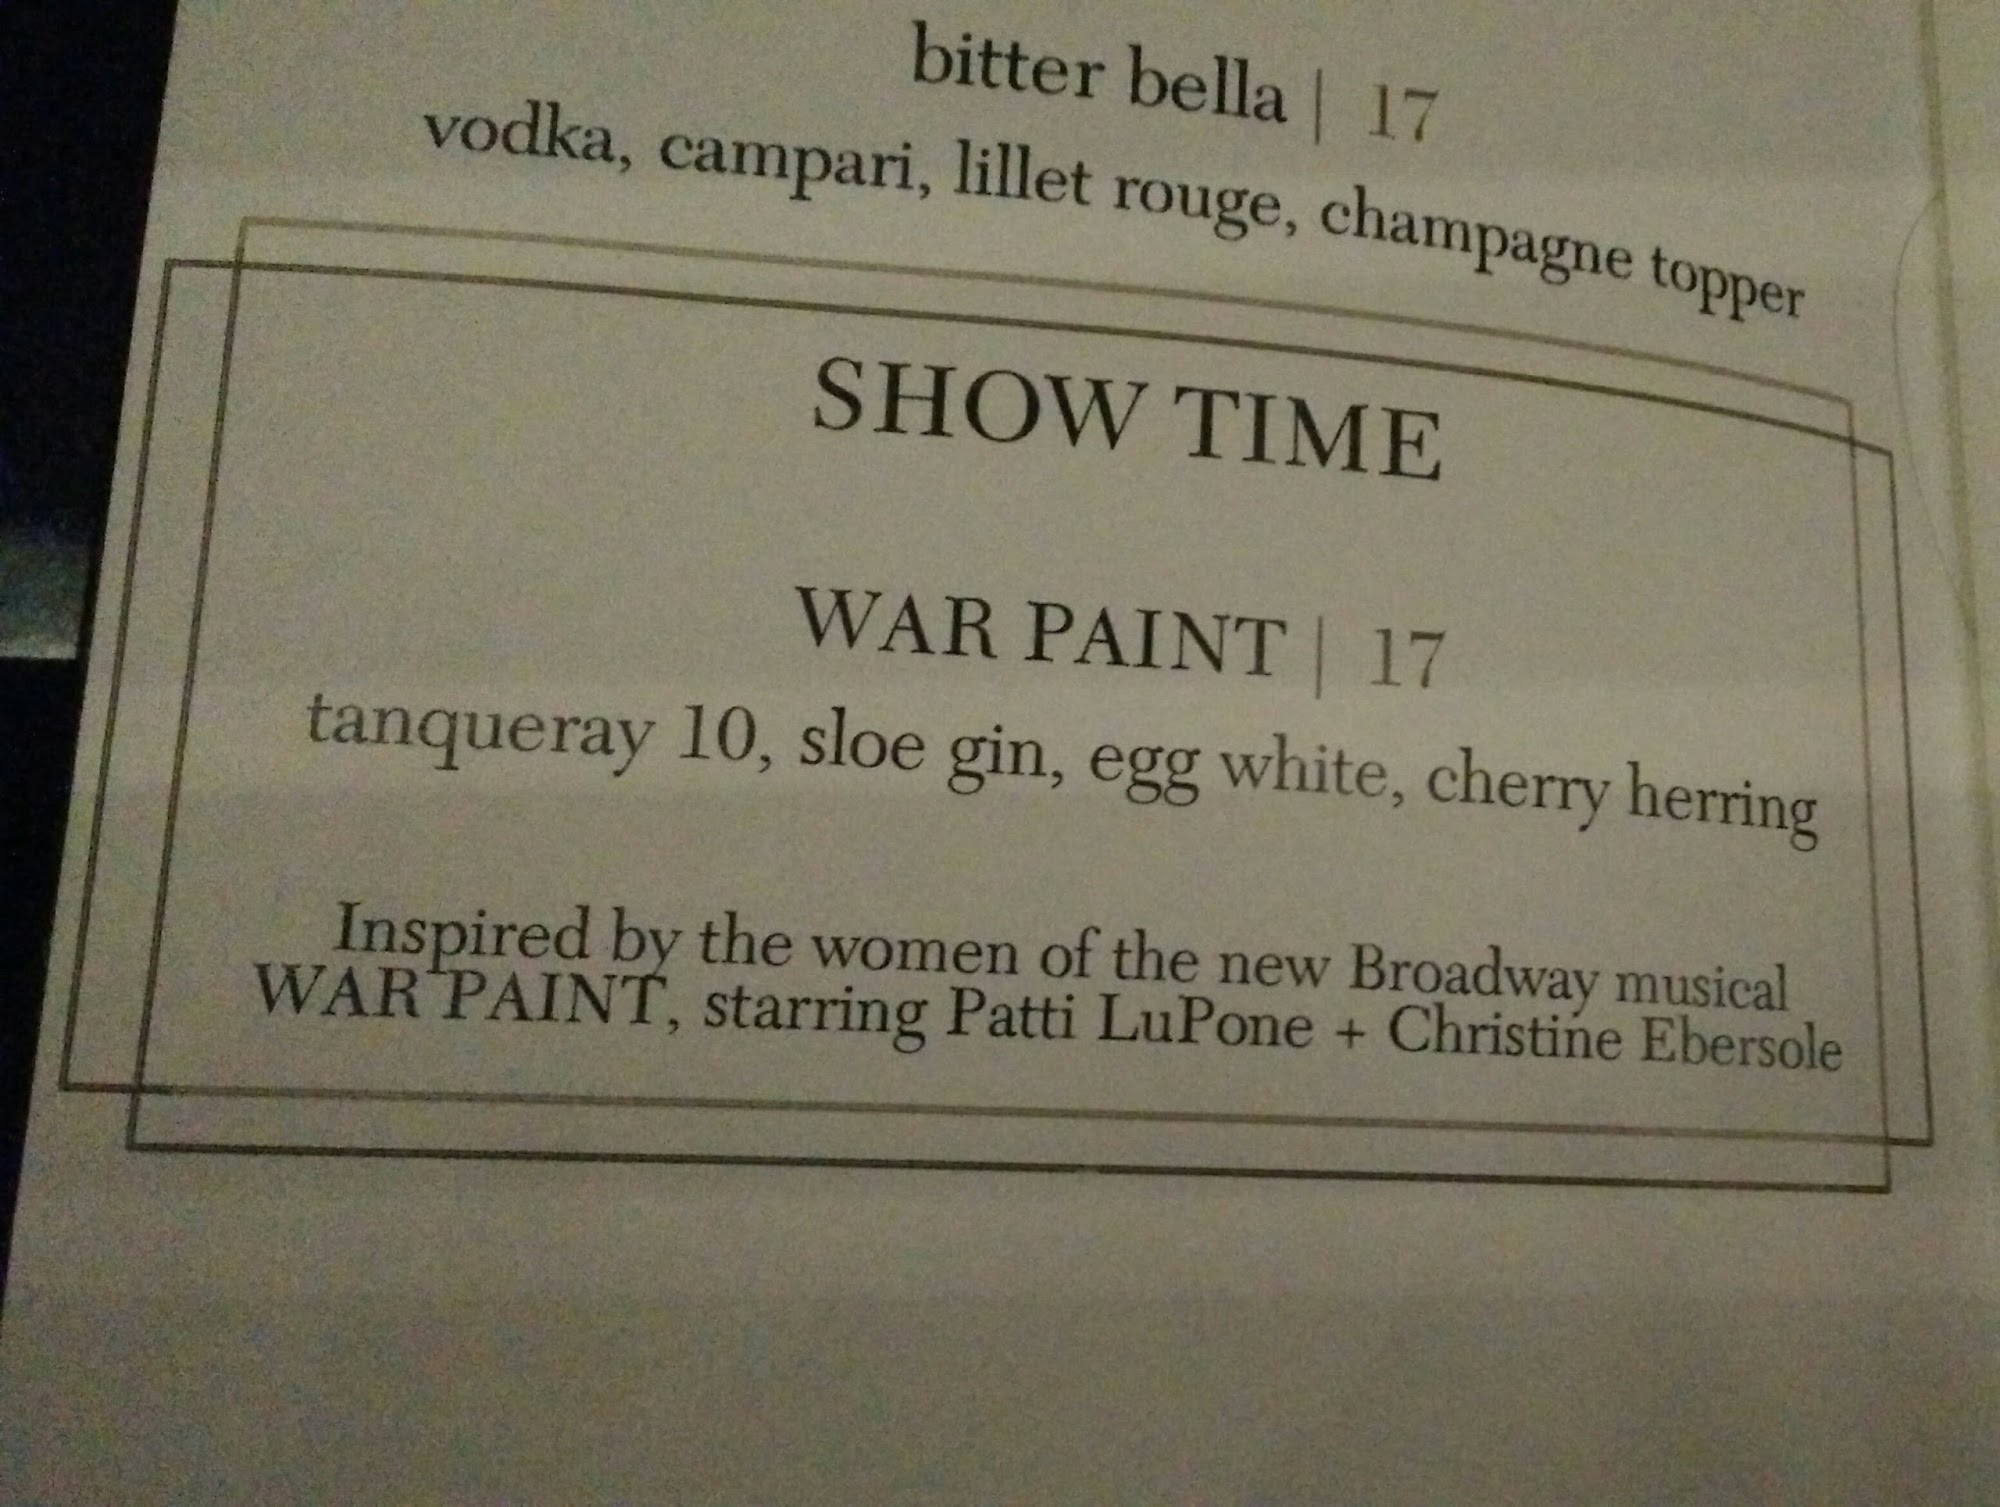 bitter bella | 17
vodka, campari, lillet rouge, champagne topper
SHOW TIME
WAR PAINT | 17
tanqueray 10, sloe gin, egg white, cherry herring
Inspired by the women of the new Broadway musical
WAR PAINT, starring Patti LuPone + Christine Ebersole